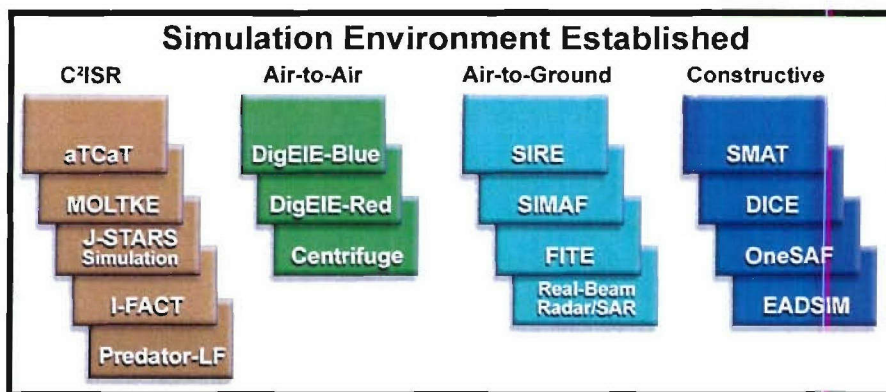 Simulation Environment Established
C²ISR
aTCaT
MOLTKE
J-STARS
Simulation
I-FACT
Predator-LF
Air-to-Air
DigEIE-Blue
DigEIE-Red
Centrifuge
Air-to-Ground
SIRE
SIMAF
FITE
Real-Beam
Radar/SAR
Constructive
SMAT
DICE
OneSAF
EADSIM